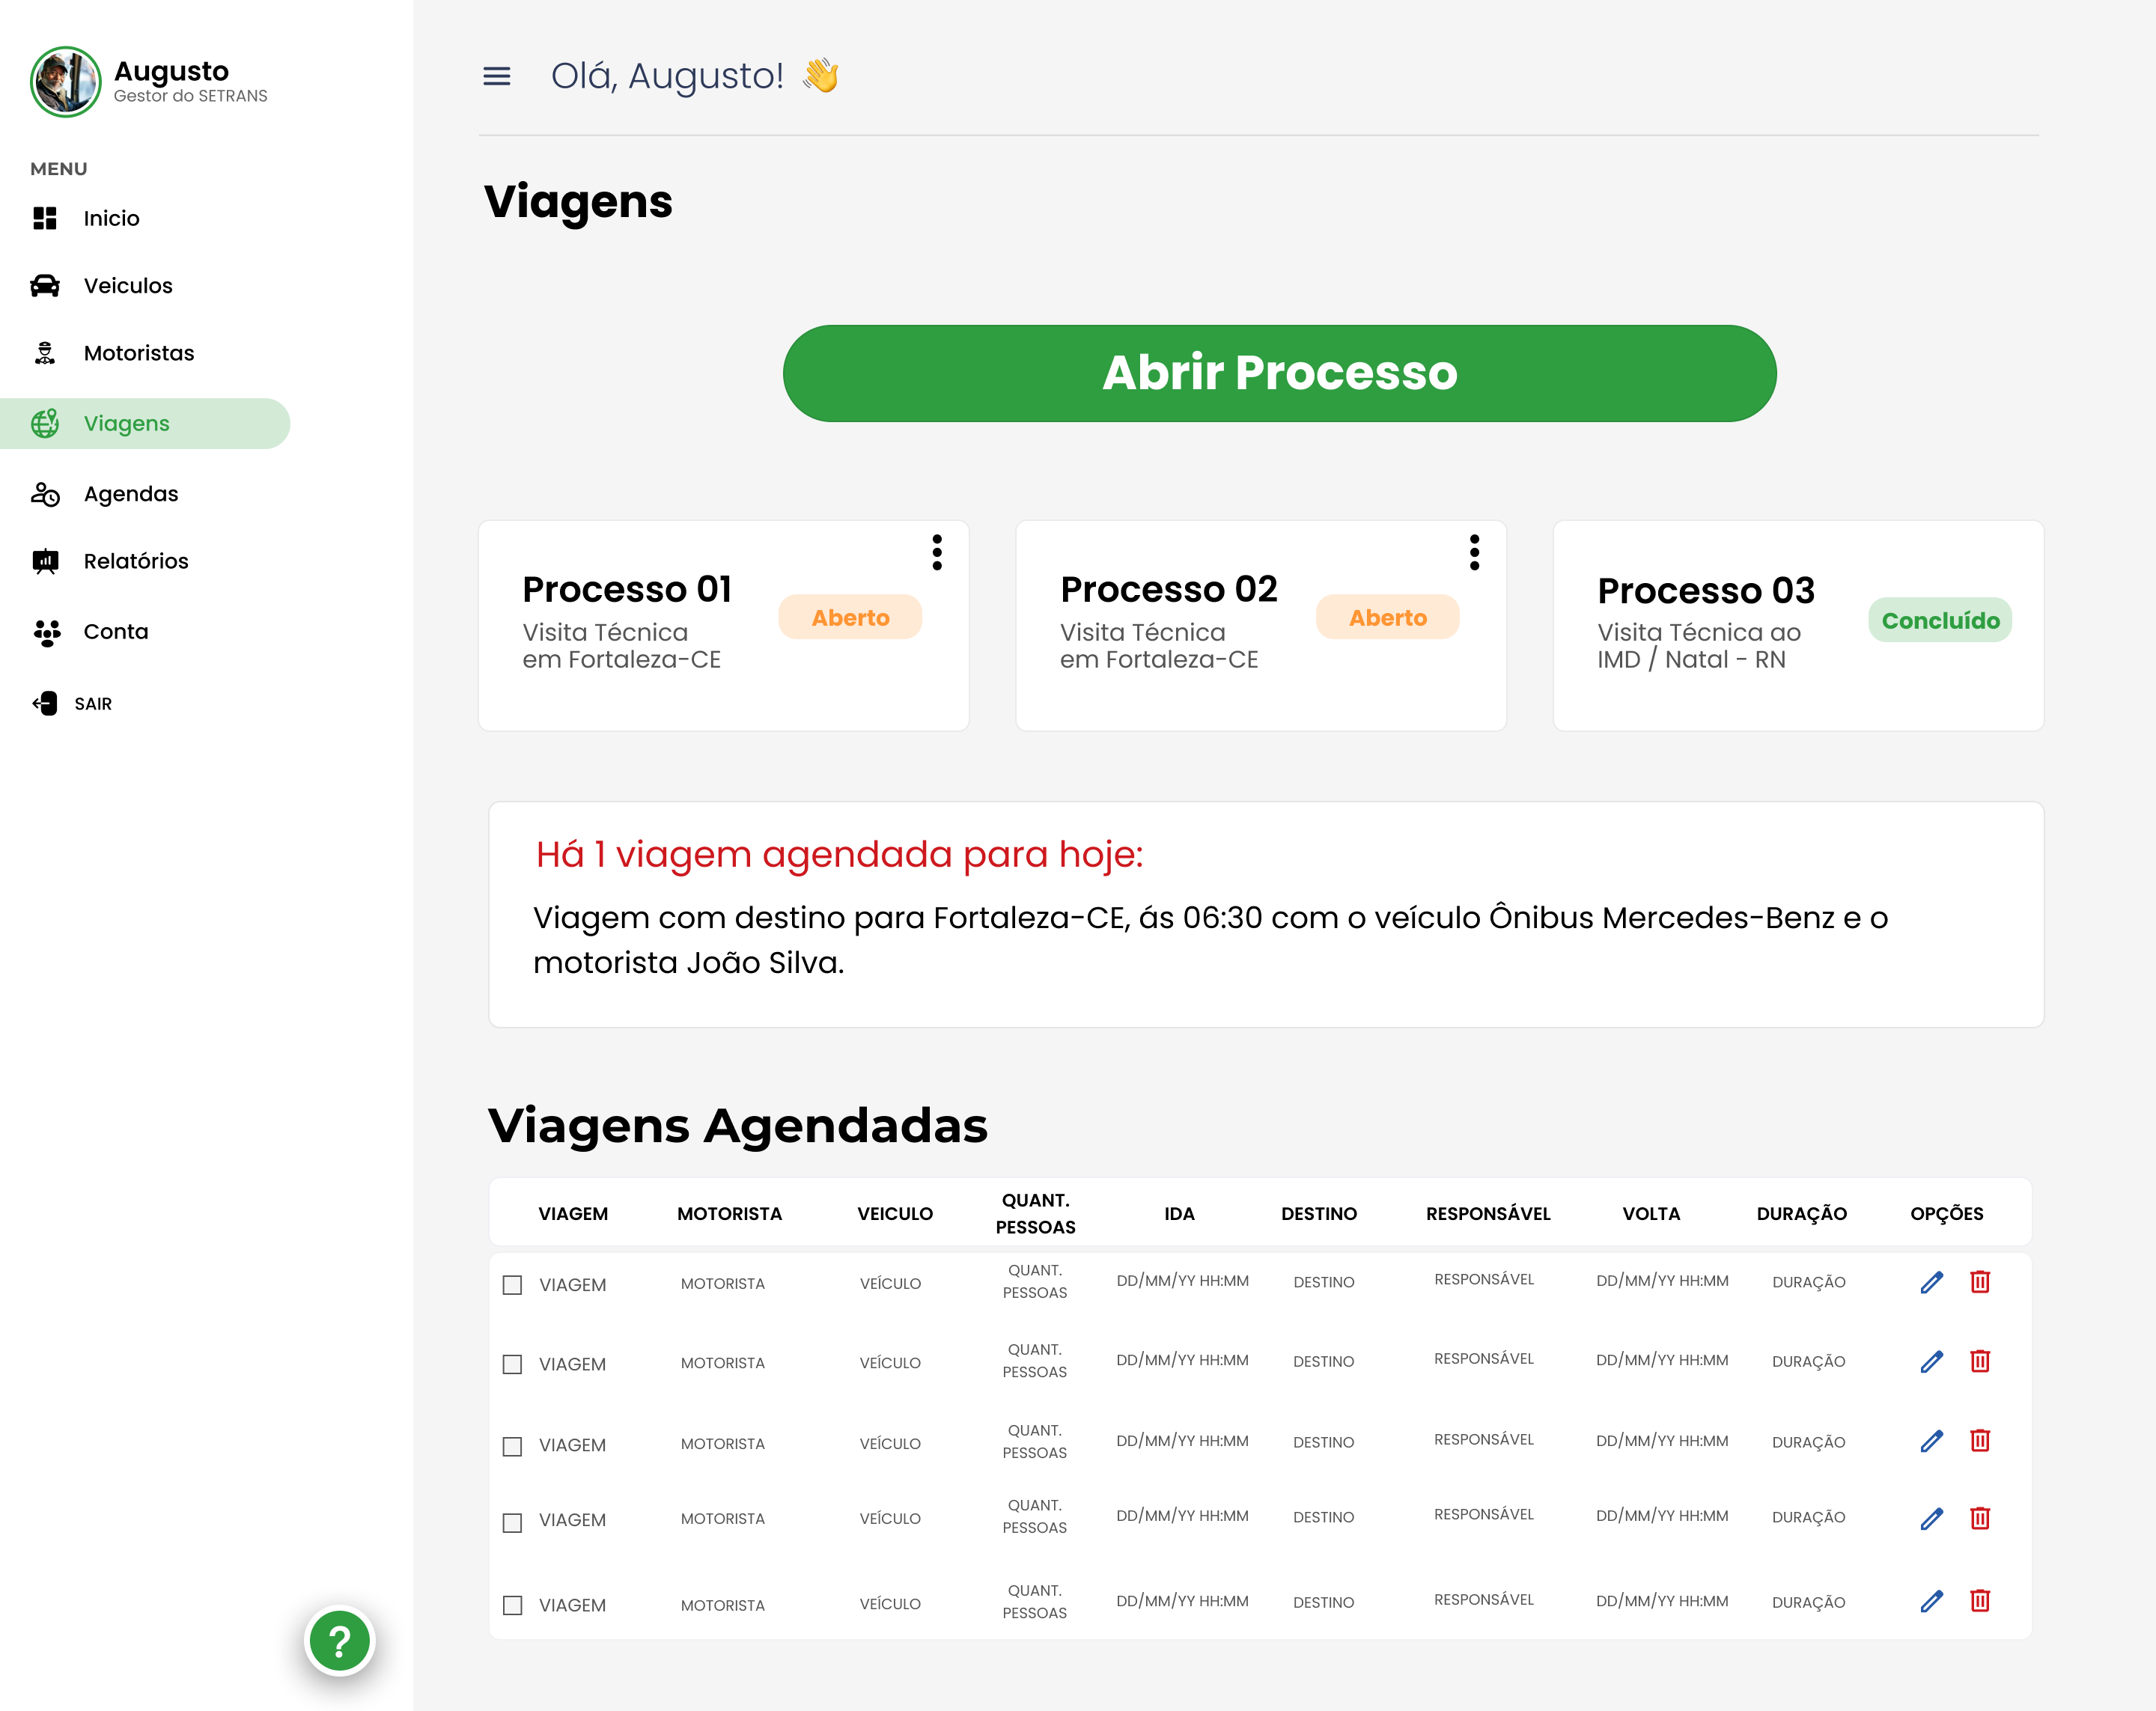 Augusto
Gestor do SETRANS
MENU
Inicio
Veiculos
Motoristas
Viagens
Agendas
Relatórios
Conta
SAIR
?
Olá, Augusto! 👋
Viagens
Abrir Processo
Processo 01
Visita Técnica
em Fortaleza-CE
Aberto
Processo 02
Visita Técnica
em Fortaleza-CE
Aberto
Processo 03
Visita Técnica ao
IMD / Natal - RN
Concluído
Há 1 viagem agendada para hoje:
Viagem com destino para Fortaleza-CE, ás 06:30 com o veículo Ônibus Mercedes-Benz e o
motorista João Silva.
Viagens Agendadas
VIAGEM MOTORISTA VEICULO QUANT. PESSOAS IDA DESTINO RESPONSÁVEL VOLTA DURAÇÃO OPÇÕES
VIAGEM MOTORISTA VEÍCULO QUANT. PESSOAS DD/MM/YY HH:MM DESTINO RESPONSÁVEL DD/MM/YY HH:MM DURAÇÃO
VIAGEM MOTORISTA VEÍCULO QUANT. PESSOAS DD/MM/YY HH:MM DESTINO RESPONSÁVEL DD/MM/YY HH:MM DURAÇÃO
VIAGEM MOTORISTA VEÍCULO QUANT. PESSOAS DD/MM/YY HH:MM DESTINO RESPONSÁVEL DD/MM/YY HH:MM DURAÇÃO
VIAGEM MOTORISTA VEÍCULO QUANT. PESSOAS DD/MM/YY HH:MM DESTINO RESPONSÁVEL DD/MM/YY HH:MM DURAÇÃO
VIAGEM MOTORISTA VEÍCULO QUANT. PESSOAS DD/MM/YY HH:MM DESTINO RESPONSÁVEL DD/MM/YY HH:MM DURAÇÃO